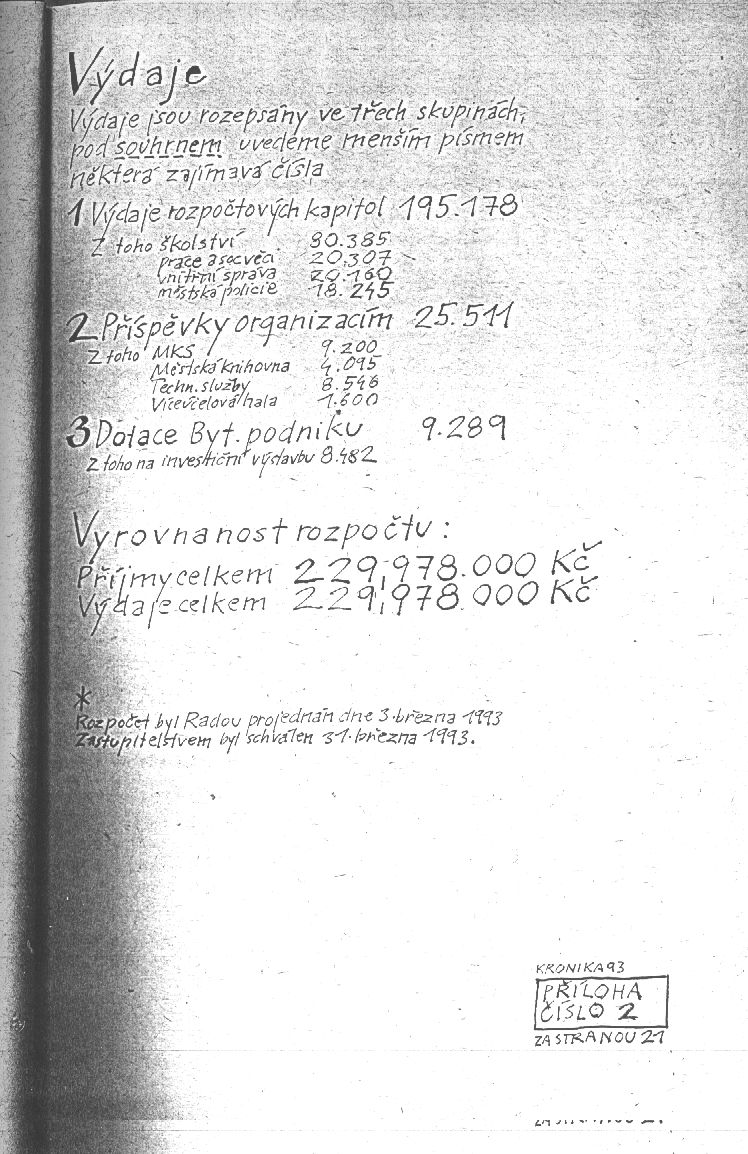 Výdaje
Výdaje jsou rozepsány ve třech skupinách,
pod souhrnem uvedeme menším písmem
některá zajímavá čísla
1 Výdaje rozpočtových kapitol 195.178
Z toho školství 80.385
práce a soc věci 20.307
vnitřní správa 20.160
městská policie 18.245
2 Příspěvky organizacím 25.511
Z toho MKS 9.200
Městská knihovna 4.095
Techn. služby 8.546
Víceúčelová hala 1.600
3 Dotace Byt. podniku 9.289
Z toho na investiční výstavbu 8.482
Vyrovnanost rozpočtu:
Příjmy celkem 229,978.000 Kč
Výdaje celkem 229,978.000 Kč
*
Rozpočet byl Radou projednán dne 3. března 1993
Zastupitelstvem byl schválen 31. března 1993.
KRONIKA 93
PŘÍLOHA
ČÍSLO 2
ZA STRANOU 21